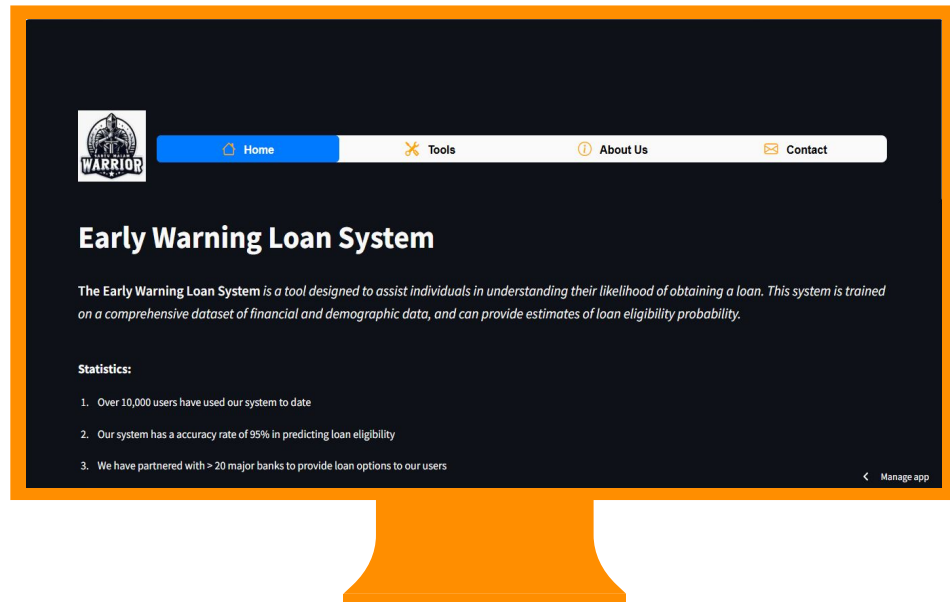 WARRIOR
Home
Tools
About Us
Contact
Early Warning Loan System
The Early Warning Loan System is a tool designed to assist individuals in understanding their likelihood of obtaining a loan. This system is trained
on a comprehensive dataset of financial and demographic data, and can provide estimates of loan eligibility probability.
Statistics:
1. Over 10,000 users have used our system to date
2. Our system has a accuracy rate of 95% in predicting loan eligibility
3. We have partnered with > 20 major banks to provide loan options to our users
Manage app